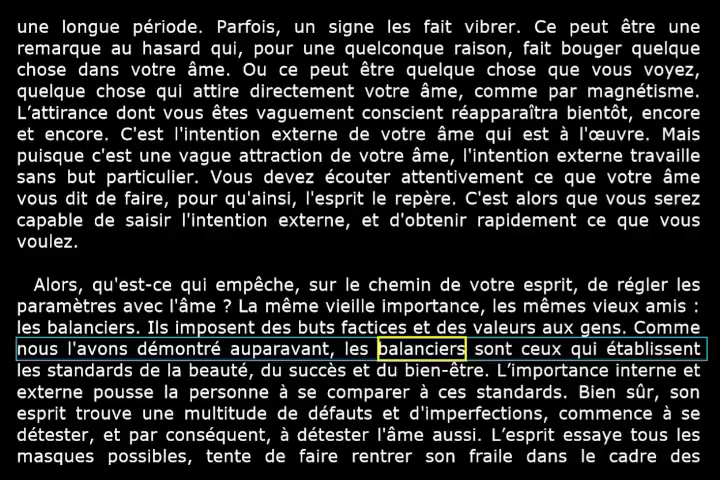 une longue période. Parfois, un signe les fait vibrer. Ce peut être une
remarque au hasard qui, pour une quelconque raison, fait bouger quelque
chose dans votre âme. Ou ce peut être quelque chose que vous voyez,
quelque chose qui attire directement votre âme, comme par magnétisme.
L’attirance dont vous êtes vaguement conscient réapparaîtra bientôt, encore
et encore. C'est l'intention externe de votre âme qui est à l'œuvre. Mais
puisque c'est une vague attraction de votre âme, l'intention externe travaille
sans but particulier. Vous devez écouter attentivement ce que votre âme
vous dit de faire, pour qu'ainsi, l'esprit le repère. C'est alors que vous serez
capable de saisir l'intention externe, et d'obtenir rapidement ce que vous
voulez.
Alors, qu'est-ce qui empêche, sur le chemin de votre esprit, de régler les
paramètres avec l'âme ? La même vieille importance, les mêmes vieux amis :
les balanciers. Ils imposent des buts factices et des valeurs aux gens. Comme
nous l'avons démontré auparavant, les balanciers sont ceux qui établissent
les standards de la beauté, du succès et du bien-être. L’importance interne et
externe pousse la personne à se comparer à ces standards. Bien sûr, son
esprit trouve une multitude de défauts et d'imperfections, commence à se
détester, et par conséquent, à détester l'âme aussi. L’esprit essaye tous les
masques possibles, tente de faire rentrer son fraile dans le cadre des